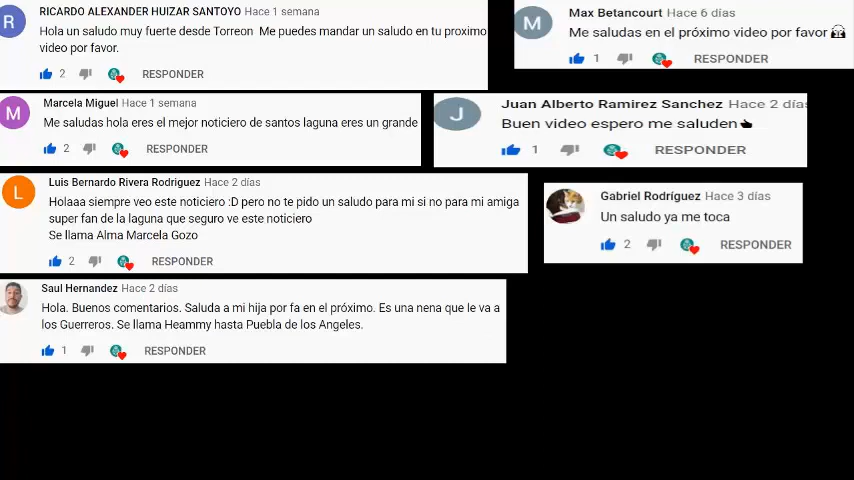 R
RICARDO ALEXANDER HUIZAR SANTOYO Hace 1 semana
Hola un saludo muy fuerte desde Torreon Me puedes mandar un saludo en tu proximo
video por favor.
2 RESPONDER
M
Max Betancourt Hace 6 días
Me saludas en el próximo video por favor
1 RESPONDER
M
Marcela Miguel Hace 1 semana
Me saludas hola eres el mejor noticiero de santos laguna eres un grande
2 RESPONDER
J
Juan Alberto Ramirez Sanchez Hace 2 días
Buen video espero me saluden
1 RESPONDER
L
Luis Bernardo Rivera Rodriguez Hace 2 días
Holaaa siempre veo este noticiero :D pero no te pido un saludo para mi si no para mi amiga
super fan de la laguna que seguro ve este noticiero
Se llama Alma Marcela Gozo
2 RESPONDER
Gabriel Rodríguez Hace 3 días
Un saludo ya me toca
2 RESPONDER
Saul Hernandez Hace 2 días
Hola. Buenos comentarios. Saluda a mi hija por fa en el próximo. Es una nena que le va a
los Guerreros. Se llama Heammy hasta Puebla de los Angeles.
1 RESPONDER